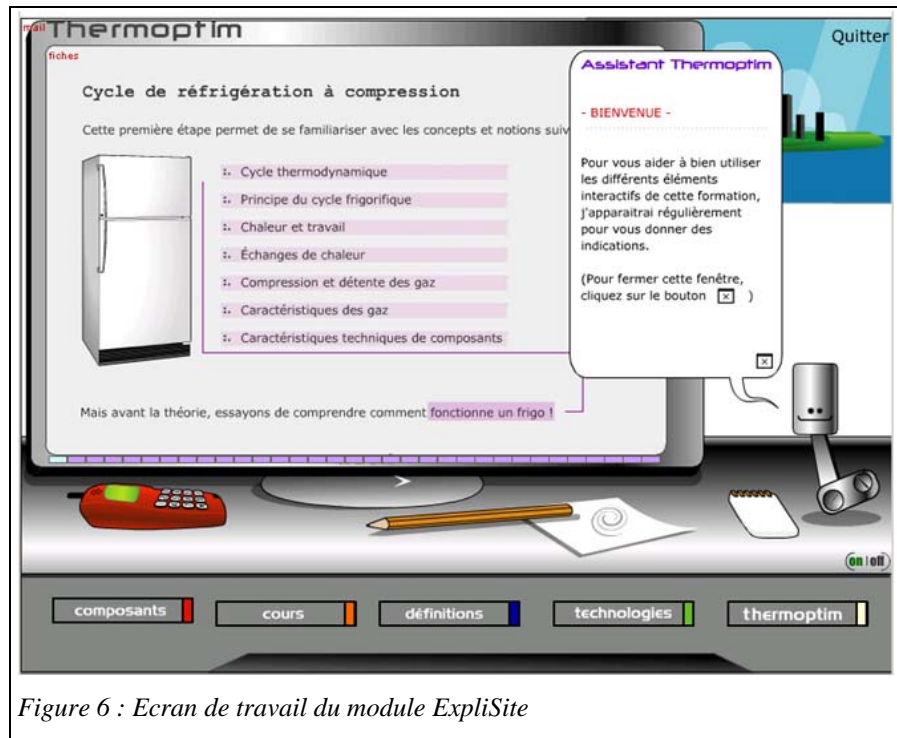 mail
Thermoptim
Quitter
fiches
Cycle de réfrigération à compression
Cette première étape permet de se familiariser avec les concepts et notions suiv
:. Cycle thermodynamique
:. Principe du cycle frigorifique
:. Chaleur et travail
:. Échanges de chaleur
:. Compression et détente des gaz
:. Caractéristiques des gaz
:. Caractéristiques techniques de composants
Mais avant la théorie, essayons de comprendre comment fonctionne un frigo !
Assistant Thermoptim
- BIENVENUE -
Pour vous aider à bien utiliser
les différents éléments
interactifs de cette formation,
j'apparaitrai régulièrement
pour vous donner des
indications.
(Pour fermer cette fenêtre,
cliquez sur le bouton x )
x
>
(on|off)
composants
cours
définitions
technologies
thermoptim
Figure 6 : Ecran de travail du module ExpliSite